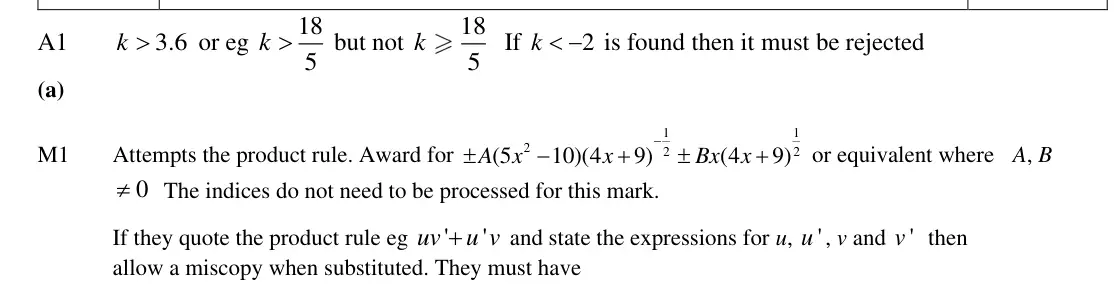 A1 k > 3.6 or eg k > 18/5 but not k ⩾ 18/5 If k < −2 is found then it must be rejected
(a)
M1 Attempts the product rule. Award for ±A(5x² −10)(4x+9)^(−1/2) ± Bx(4x+9)^(1/2) or equivalent where A, B
≠ 0 The indices do not need to be processed for this mark.
If they quote the product rule eg uv'+u'v and state the expressions for u, u', v and v' then
allow a miscopy when substituted. They must have